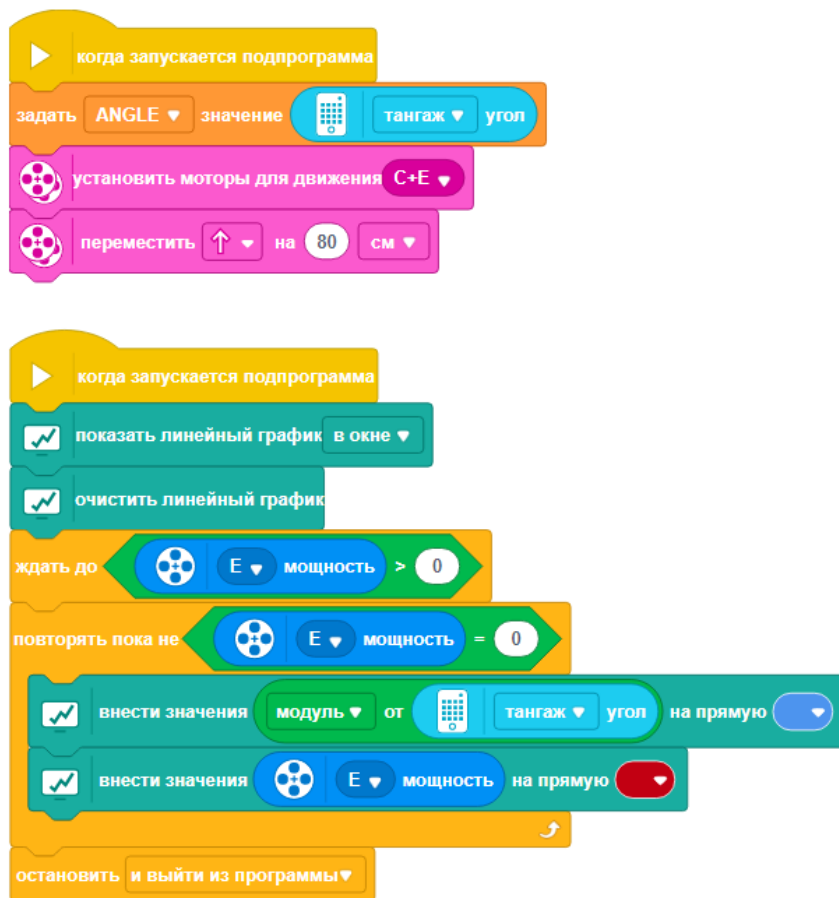 когда запускается подпрограмма
задать ANGLE значение тангаж угол
установить моторы для движения C+E
переместить на 80 см
когда запускается подпрограмма
показать линейный график в окне
очистить линейный график
ждать до E мощность > 0
повторять пока не E мощность = 0
внести значения модуль от тангаж угол на прямую
внести значения E мощность на прямую
остановить и выйти из программы